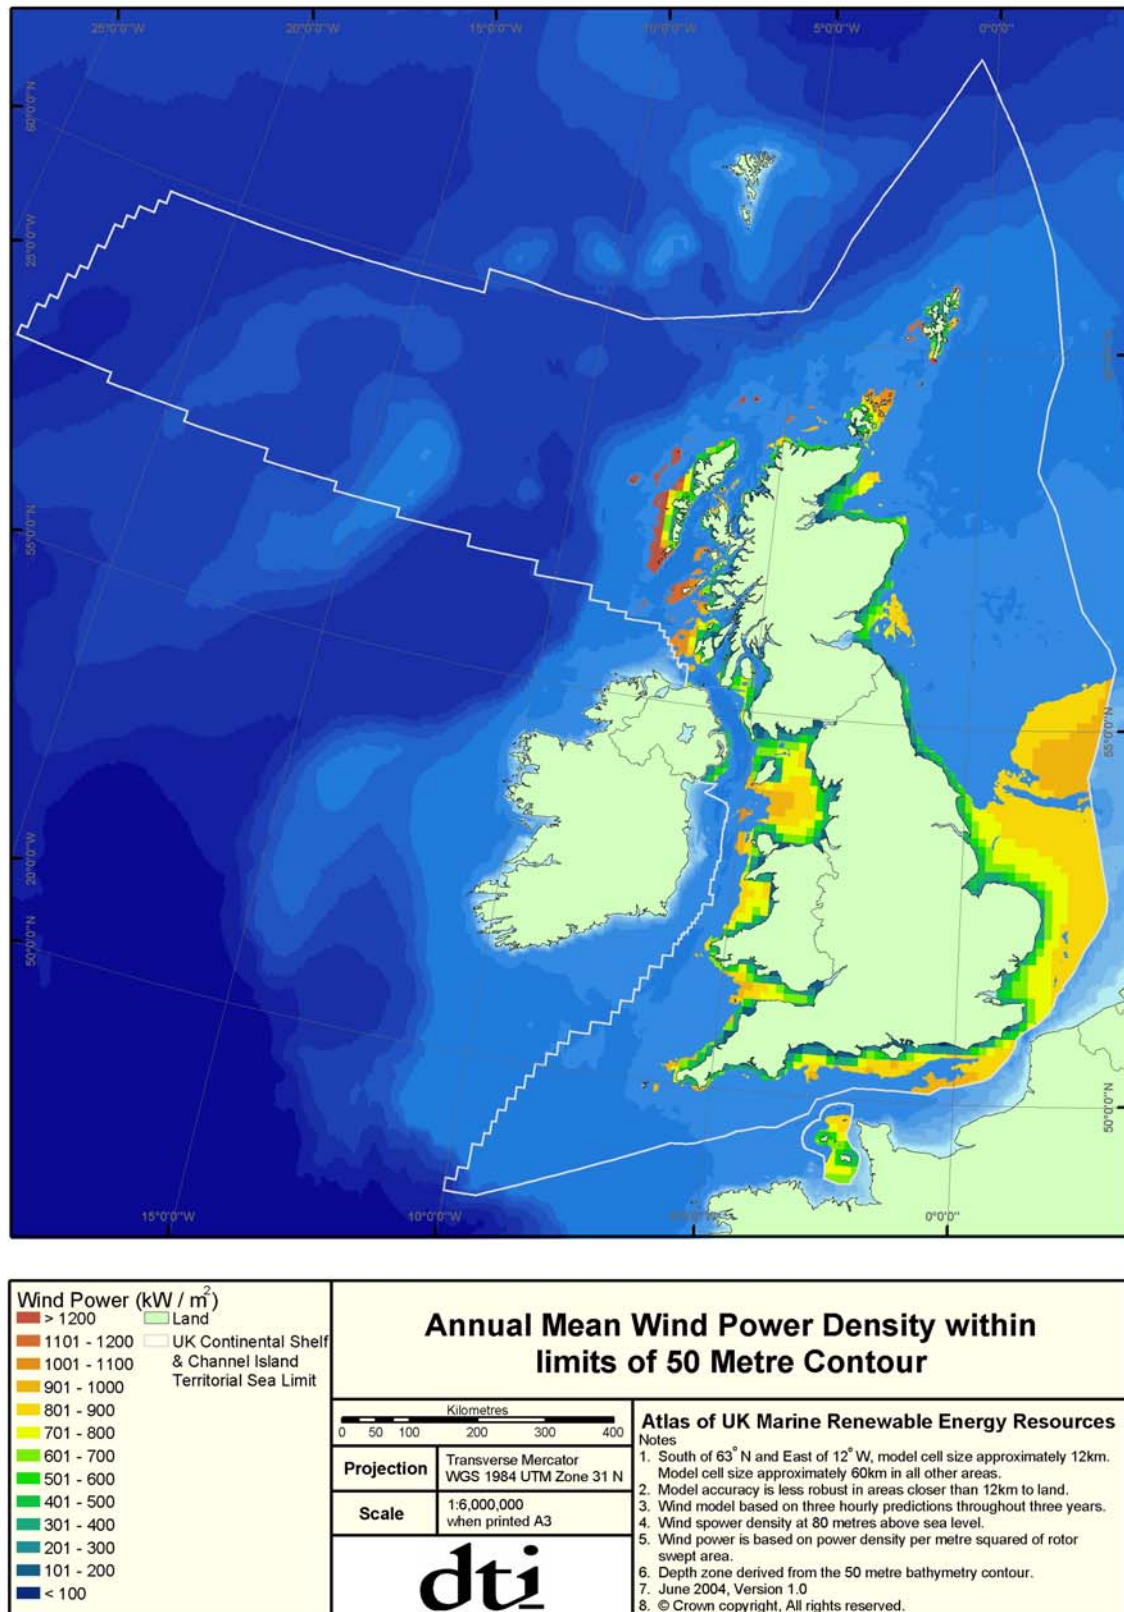 25°0'0"W
20°0'0"W
15°0'0"W
10°0'0"W
5°0'0"W
0°0'0"
60°0'0"N
25°0'0"W
55°0'0"N
55°0'0"N
20°0'0"W
50°0'0"N
50°0'0"N
15°0'0"W
10°0'0"W
0°0'0"
Wind Power (kW / m²)
> 1200
Land
1101 - 1200
UK Continental Shelf
1001 - 1100
& Channel Island
901 - 1000
Territorial Sea Limit
801 - 900
701 - 800
601 - 700
501 - 600
401 - 500
301 - 400
201 - 300
101 - 200
< 100
Annual Mean Wind Power Density within
limits of 50 Metre Contour
Kilometres
0 50 100 200 300 400
Projection
Transverse Mercator
WGS 1984 UTM Zone 31 N
Scale
1:6,000,000
when printed A3
dti
Atlas of UK Marine Renewable Energy Resources
Notes
1. South of 63° N and East of 12° W, model cell size approximately 12km.
Model cell size approximately 60km in all other areas.
2. Model accuracy is less robust in areas closer than 12km to land.
3. Wind model based on three hourly predictions throughout three years.
4. Wind spower density at 80 metres above sea level.
5. Wind power is based on power density per metre squared of rotor
swept area.
6. Depth zone derived from the 50 metre bathymetry contour.
7. June 2004, Version 1.0
8. © Crown copyright, All rights reserved.